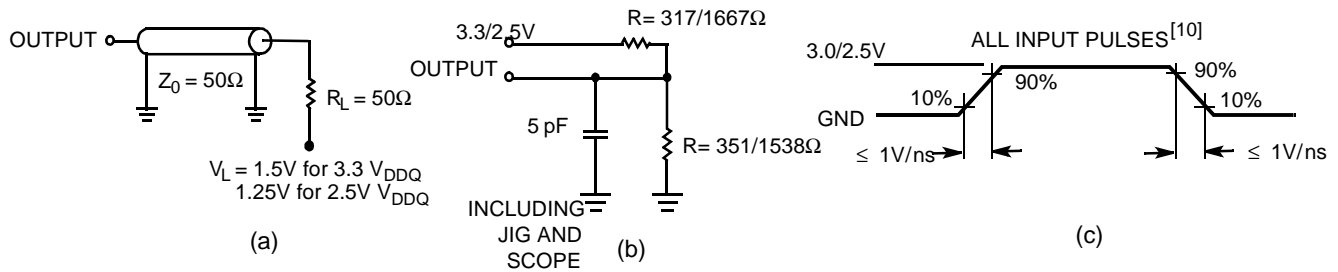 OUTPUT
Z0 = 50Ω
RL = 50Ω
VL = 1.5V for 3.3 VDDQ
1.25V for 2.5V VDDQ
(a)
R= 317/1667Ω
3.3/2.5V
OUTPUT
5 pF
R= 351/1538Ω
INCLUDING
JIG AND
SCOPE
(b)
ALL INPUT PULSES[10]
3.0/2.5V
90%
90%
10%
10%
GND
≤ 1V/ns
≤ 1V/ns
(c)